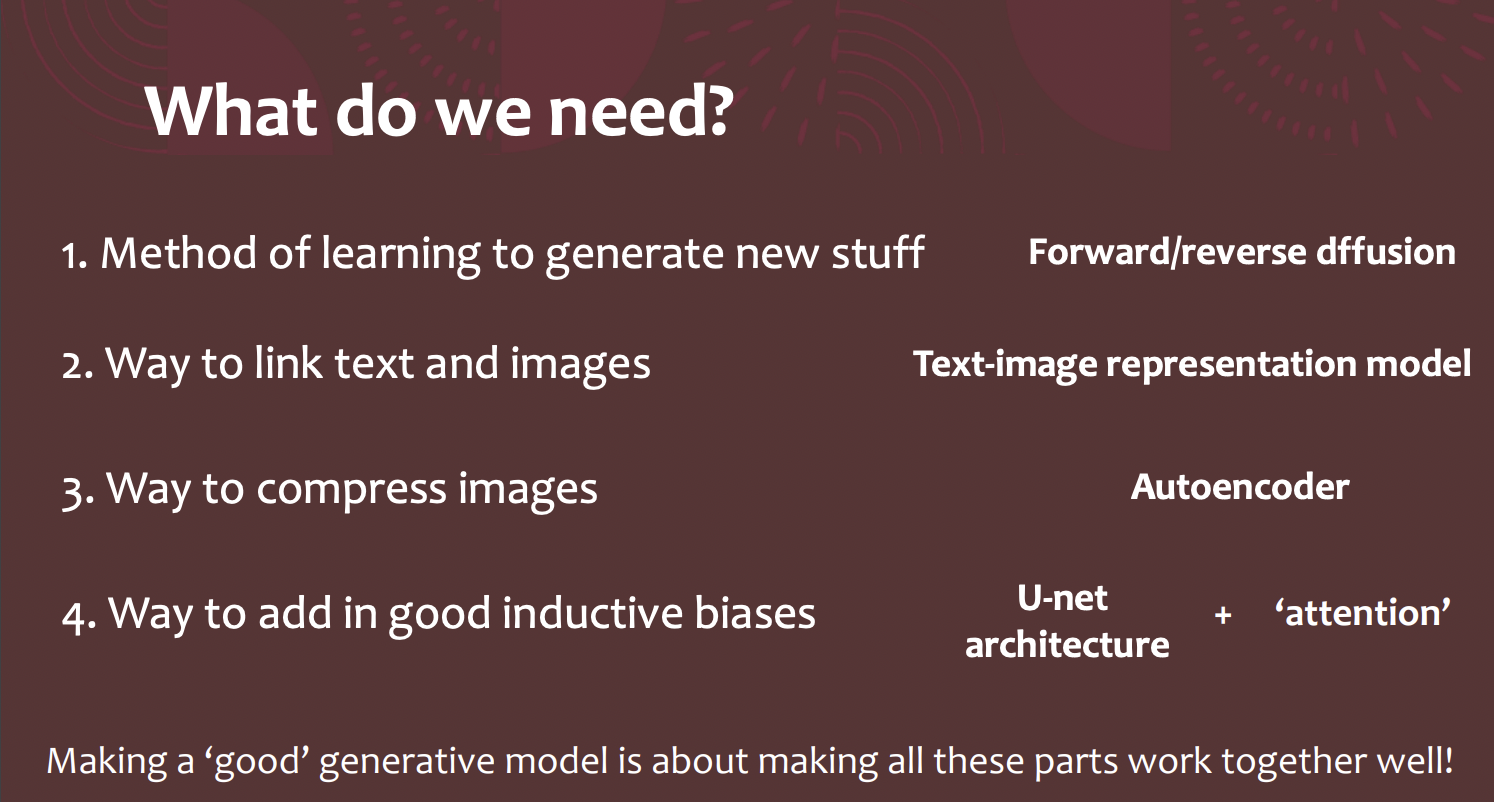 What do we need?
1. Method of learning to generate new stuff Forward/reverse dffusion
2. Way to link text and images Text-image representation model
3. Way to compress images Autoencoder
4. Way to add in good inductive biases U-net architecture + ‘attention’
Making a ‘good’ generative model is about making all these parts work together well!